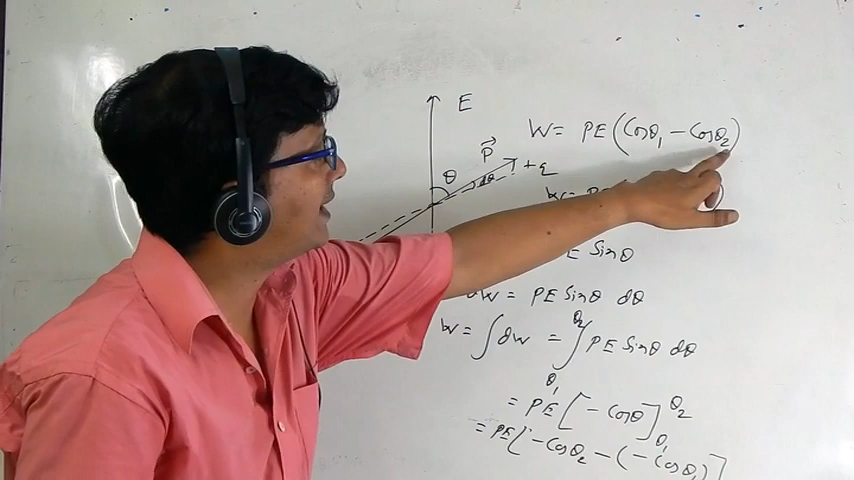 E
W = PE(Cosθ₁ - Cosθ₂)
P⃗
θ
dθ
+q
W = PE
E Sinθ
dW = PE Sinθ dθ
W = ∫dW = ∫θ₁^θ₂ PE Sinθ dθ
= PE[-Cosθ]θ₁^θ₂
= PE[-Cosθ₂ - (-Cosθ₁)]